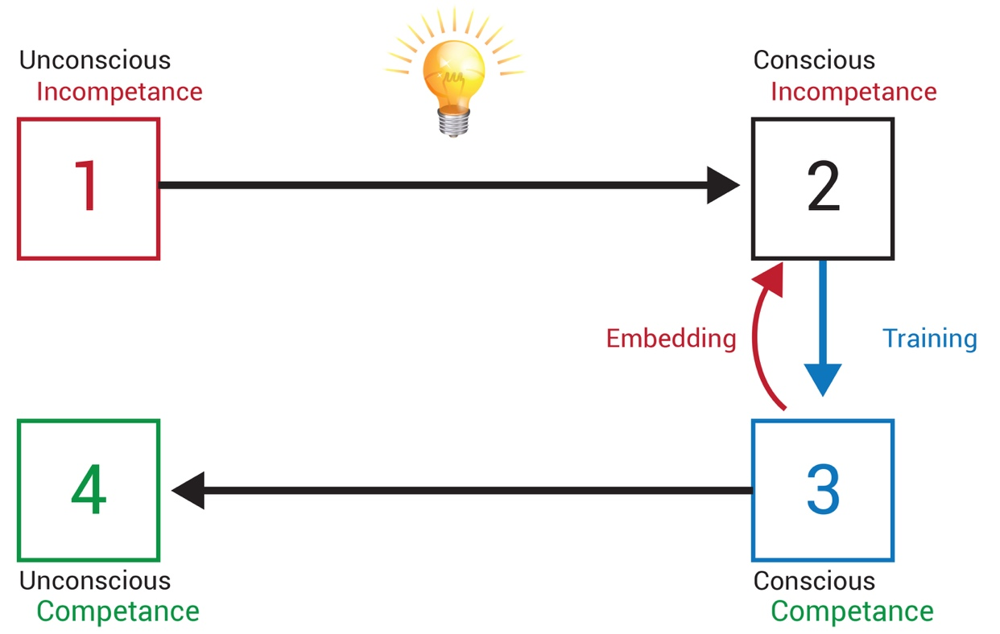 Unconscious
Incompetance
Conscious
Incompetance
1
2
Embedding
Training
4
3
Unconscious
Competance
Conscious
Competance